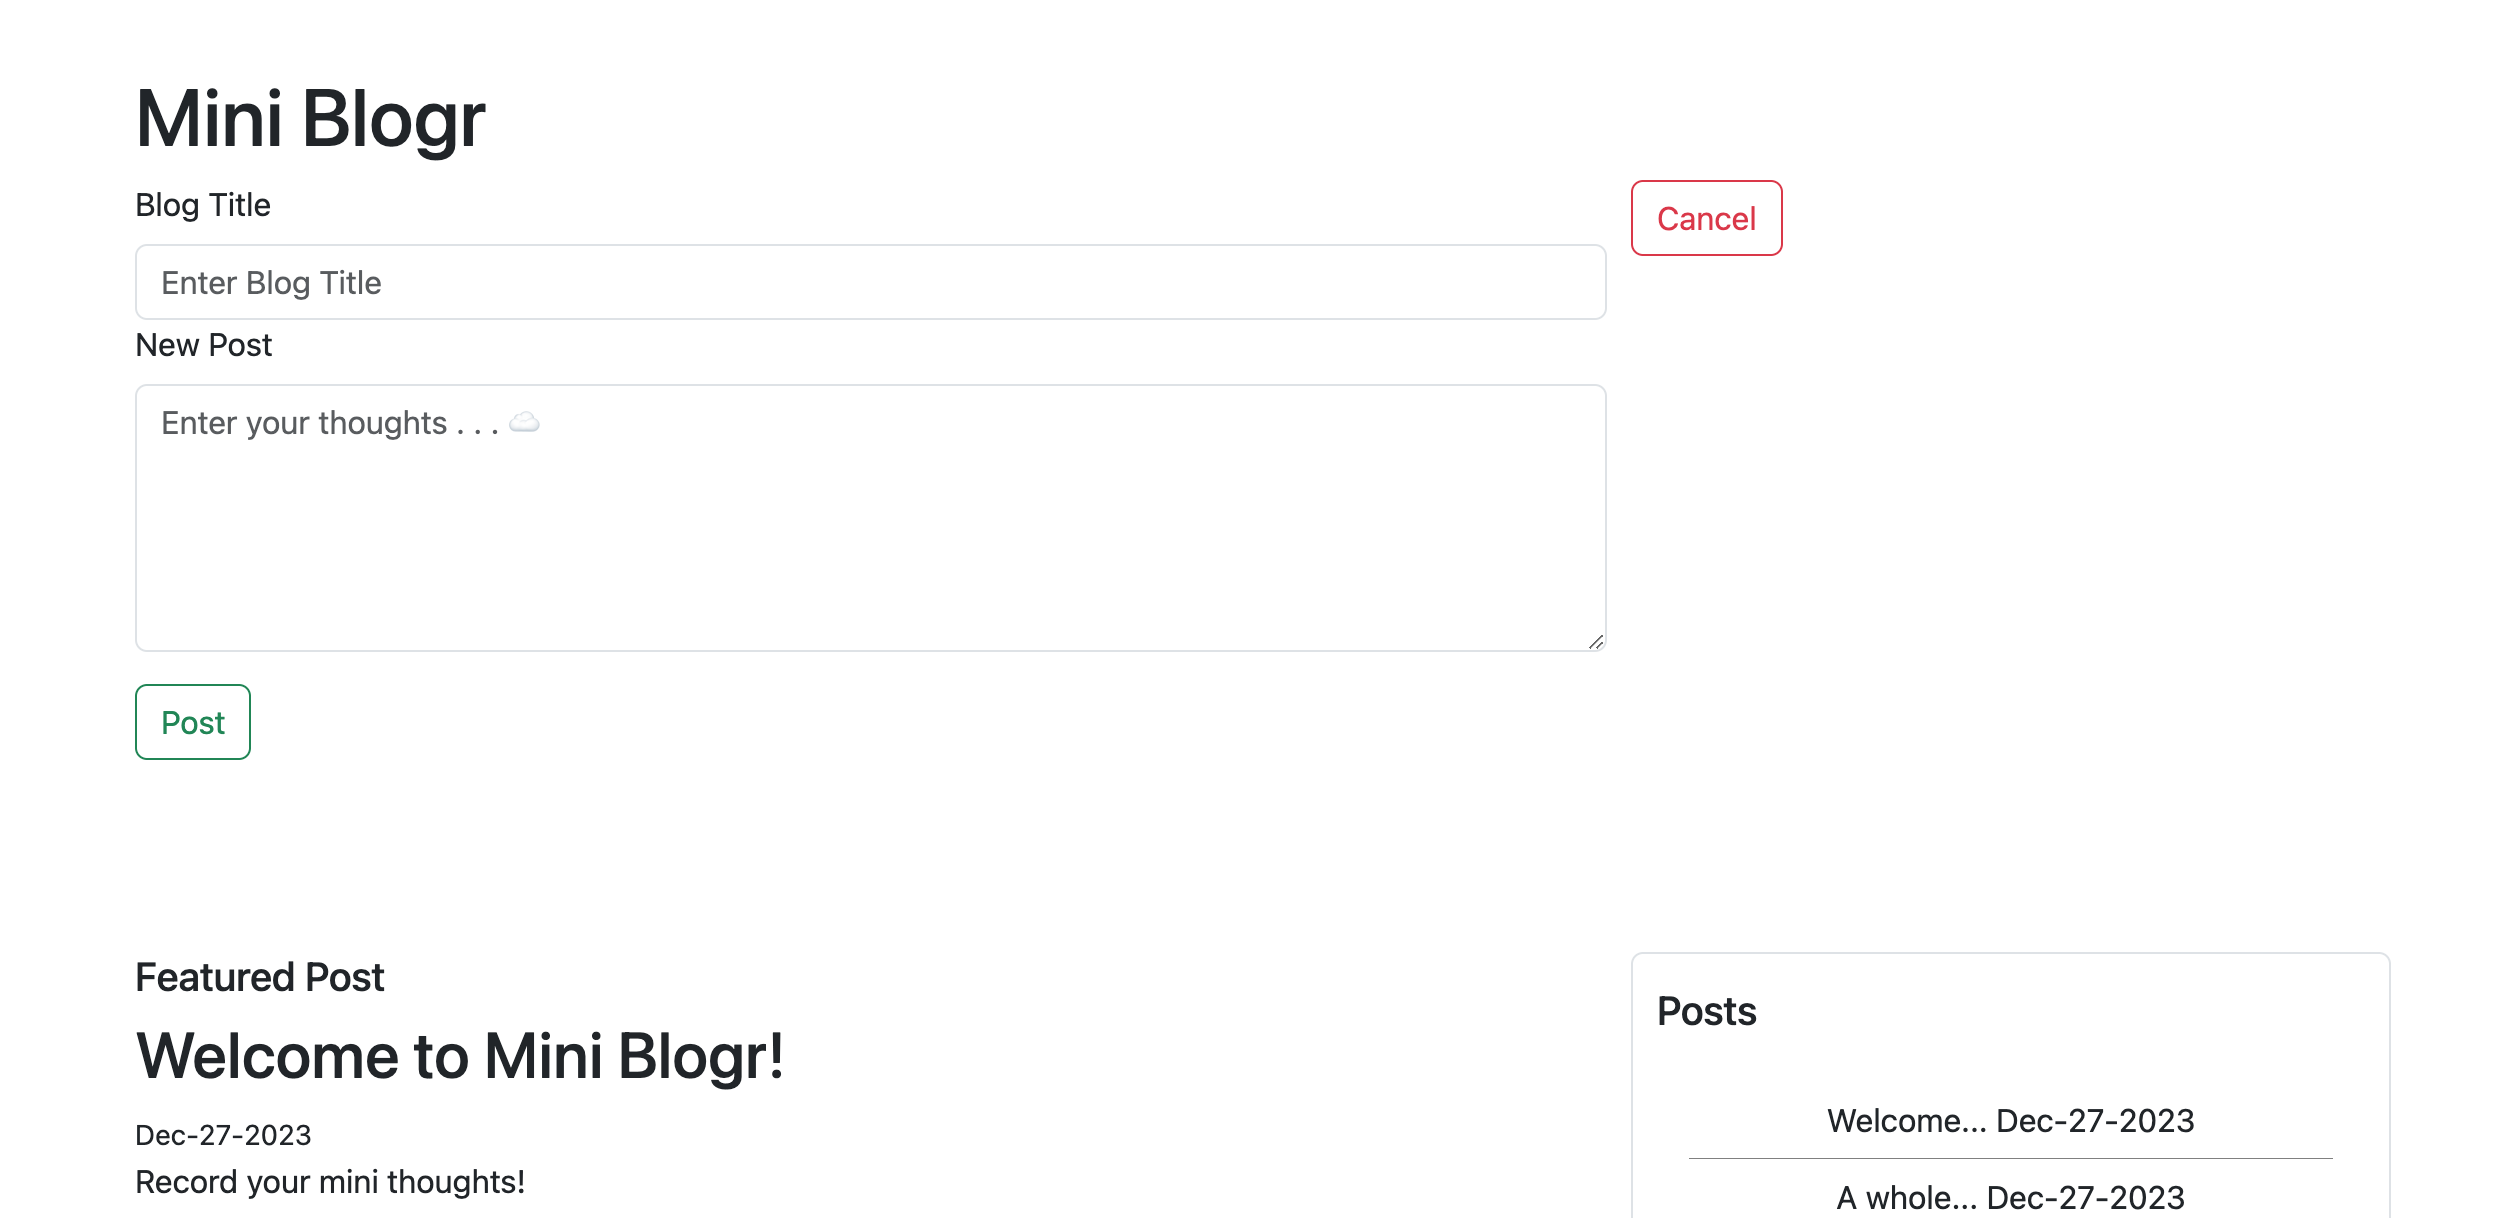 Mini Blogr
Blog Title
Cancel
Enter Blog Title
New Post
Enter your thoughts . . . ☁️
Post
Featured Post
Welcome to Mini Blogr!
Dec-27-2023
Record your mini thoughts!
Posts
Welcome... Dec-27-2023
A whole... Dec-27-2023